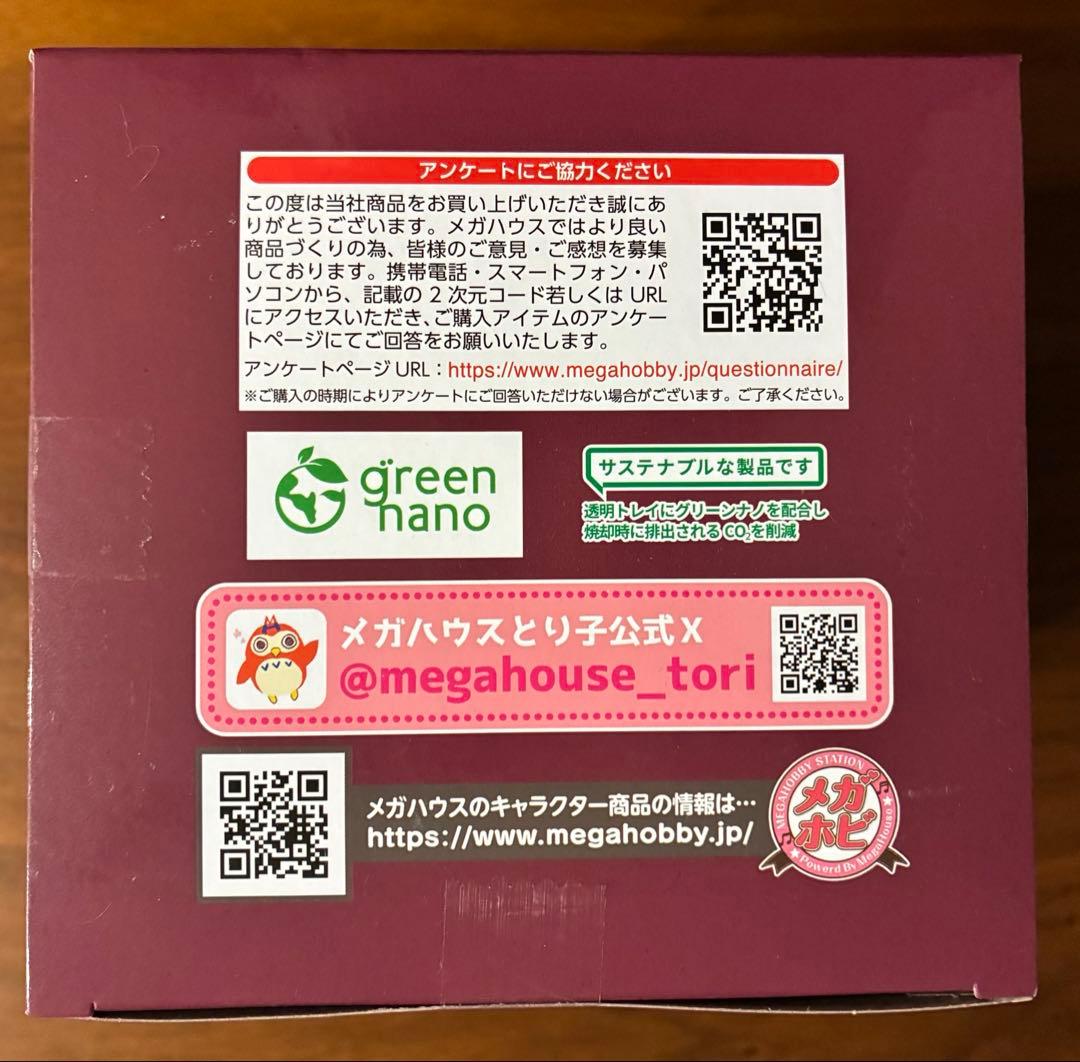 アンケートにご協力ください
この度は当社商品をお買い上げいただき誠にあ
りがとうございます。メガハウスではより良い
商品づくりの為、皆様のご意見・ご感想を募集
しております。携帯電話・スマートフォン・パ
ソコンから、記載の 2 次元コード若しくは URL
にアクセスいただき、ご購入アイテムのアンケー
トページにてご回答をお願いいたします。
アンケートページ URL：https://www.megahobby.jp/questionnaire/
※ご購入の時期によりアンケートにご回答いただけない場合がございます。ご了承ください。
green
nano
サステナブルな製品です
透明トレイにグリーンナノを配合し
焼却時に排出される CO₂を削減
メガハウスとり子公式 X
@megahouse_tori
メガハウスのキャラクター商品の情報は…
https://www.megahobby.jp/
MEGAHOBBY STATION
メガ
ホビ
Powerd By MegaHouse